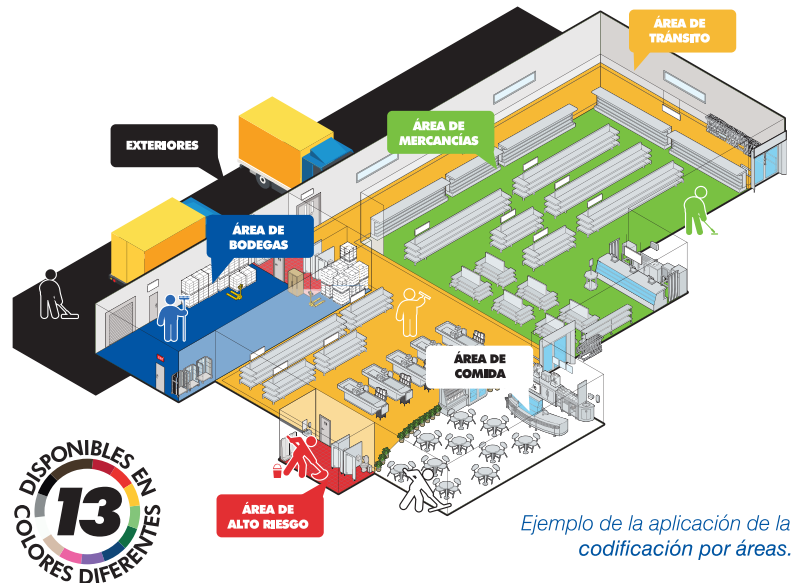 ÁREA DE
TRÁNSITO
ÁREA DE
MERCANCÍAS
EXTERIORES
ÁREA DE
BODEGAS
ÁREA DE
COMIDA
ÁREA DE
ALTO RIESGO
DISPONIBLES EN
13
COLORES DIFERENTES
Ejemplo de la aplicación de la
codificación por áreas.